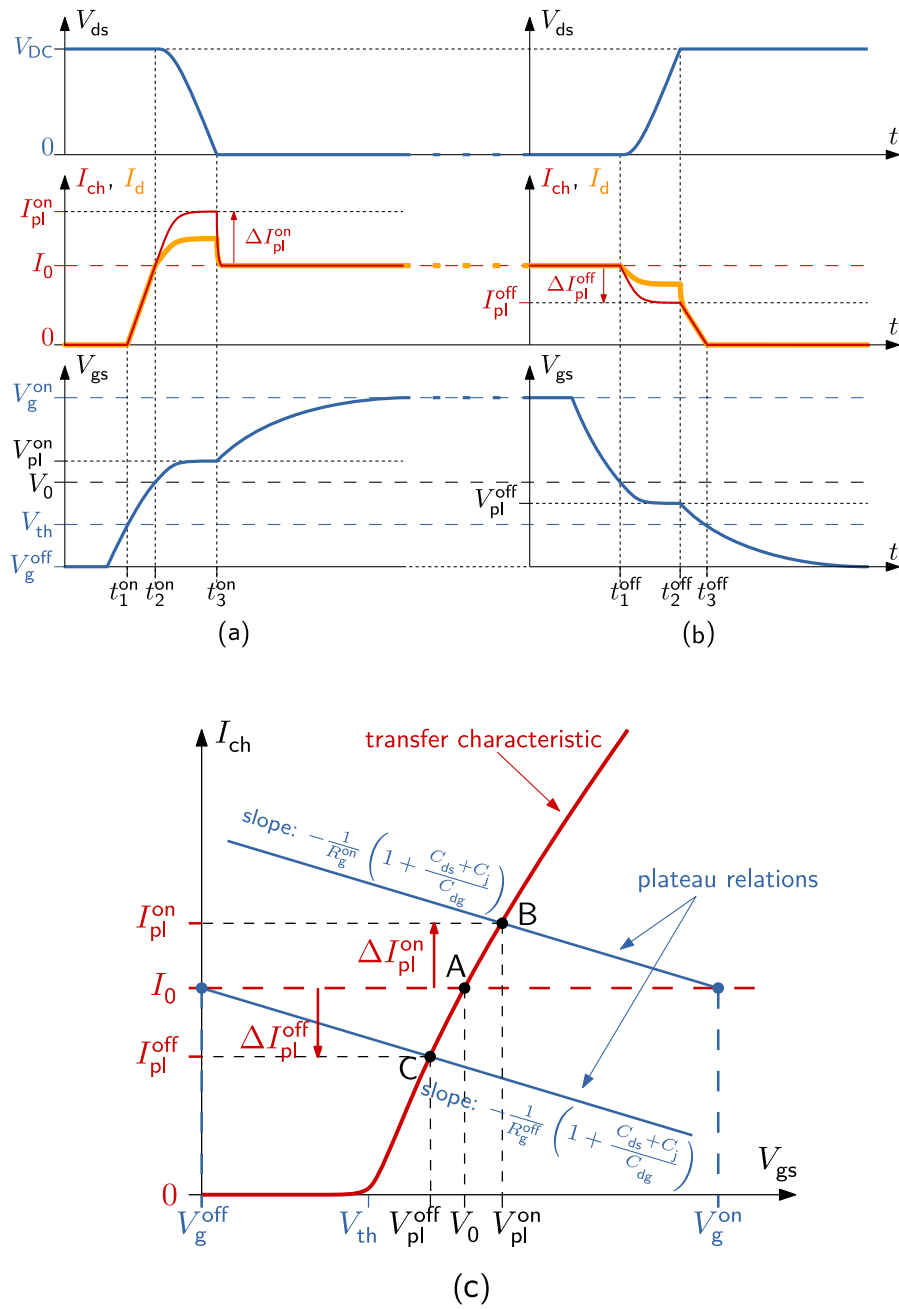 V_ds
V_DC
0
t
I_ch, I_d
I_pl^on
ΔI_pl^on
I_0
0
V_gs
V_g^on
V_pl^on
V_0
V_th
V_g^off
t_1^on t_2^on t_3^on
(a)
V_ds
t
I_ch, I_d
ΔI_pl^off
I_pl^off
t
V_gs
V_pl^off
t
t_1^off t_2^off t_3^off
(b)
I_ch
transfer characteristic
slope: -\frac{1}{R_g^on}(1 + \frac{C_ds + C_j}{C_dg})
plateau relations
I_pl^on
B
ΔI_pl^on
A
I_0
ΔI_pl^off
I_pl^off
C
slope: -\frac{1}{R_g^off}(1 + \frac{C_ds + C_j}{C_dg})
V_gs
0
V_g^off V_th V_pl^off V_0 V_pl^on V_g^on
(c)